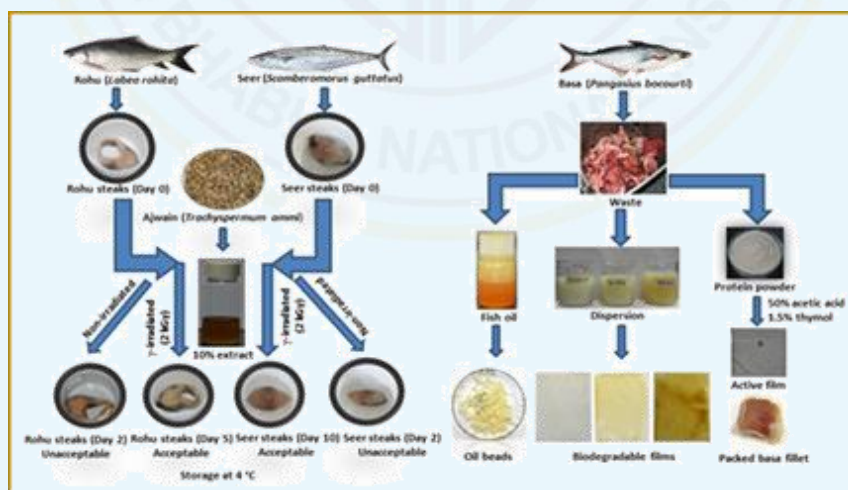 BHABHA NATIONAL INS
Rohu (Labeo rohita)
Seer (Scomberomorus guttatus)
Basa (Pangasius bocourti)
Rohu steaks (Day 0)
Seer steaks (Day 0)
Ajwain (Trachyspermum ammi)
Waste
Non-irradiated
γ-irradiated
(2 kGy)
10% extract
γ-irradiated
(2 kGy)
Non-irradiated
Fish oil
Dispersion
Protein powder
50% acetic acid
1.5% thymol
Active film
Rohu steaks (Day 2)
Unacceptable
Rohu steaks (Day 5)
Acceptable
Seer steaks (Day 10)
Acceptable
Seer steaks (Day 2)
Unacceptable
Storage at 4 °C
Oil beads
Biodegradable films
Packed basa fillet